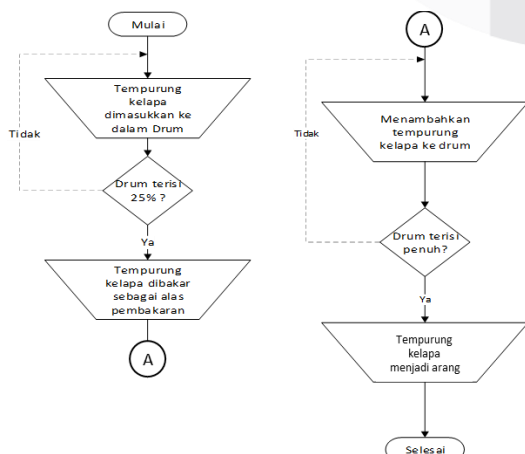 Mulai
Tempurung
kelapa
dimasukkan ke
dalam Drum
Tidak
Drum terisi
25% ?
Ya
Tempurung
kelapa dibakar
sebagai alas
pembakaran
A
A
Menambahkan
tempurung
kelapa ke drum
Tidak
Drum terisi
penuh?
Ya
Tempurung
kelapa
menjadi arang
Selesai